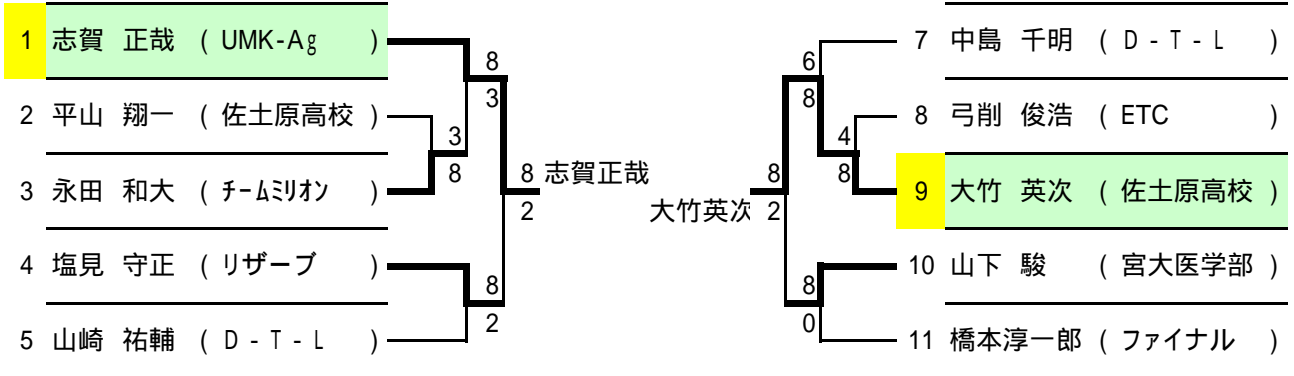 1 志賀 正哉 ( UMK-Ag )
2 平山 翔一 ( 佐土原高校 )
3 永田 和大 ( チームミリオン )
4 塩見 守正 ( リザーブ )
5 山崎 祐輔 ( D - T - L )
8
3
3
8
8
2
8 志賀正哉
2
6
8
4
8
8
大竹英次 2
8
0
7 中島 千明 ( D - T - L )
8 弓削 俊浩 ( ETC )
9 大竹 英次 ( 佐土原高校 )
10 山下 駿 ( 宮大医学部 )
11 橋本淳一郎 ( ファイナル )